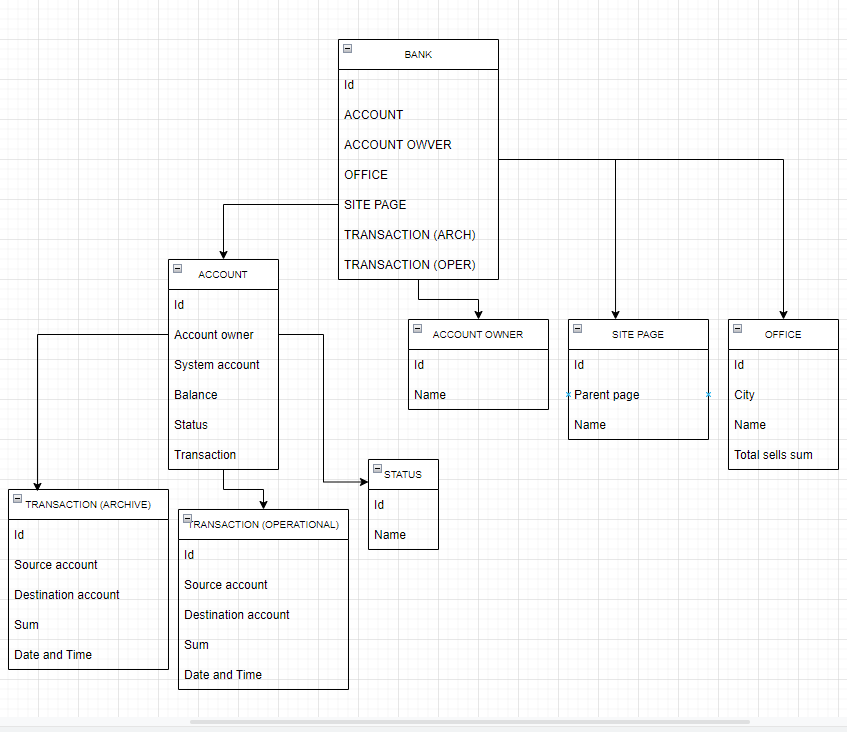 BANK
Id
ACCOUNT
ACCOUNT OWVER
OFFICE
SITE PAGE
TRANSACTION (ARCH)
TRANSACTION (OPER)
ACCOUNT
Id
Account owner
System account
Balance
Status
Transaction
ACCOUNT OWNER
Id
Name
SITE PAGE
Id
Parent page
Name
OFFICE
Id
City
Name
Total sells sum
TRANSACTION (ARCHIVE)
Id
Source account
Destination account
Sum
Date and Time
TRANSACTION (OPERATIONAL)
Id
Source account
Destination account
Sum
Date and Time
STATUS
Id
Name